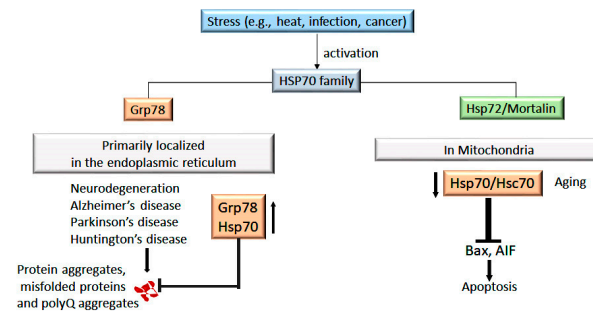 Stress (e.g., heat, infection, cancer)
activation
HSP70 family
Grp78
Hsp72/Mortalin
Primarily localized
in the endoplasmic reticulum
In Mitochondria
Neurodegeneration
Alzheimer's disease
Parkinson's disease
Huntington's disease
Grp78
Hsp70
Hsp70/Hsc70
Aging
Protein aggregates,
misfolded proteins
and polyQ aggregates
Bax, AIF
Apoptosis